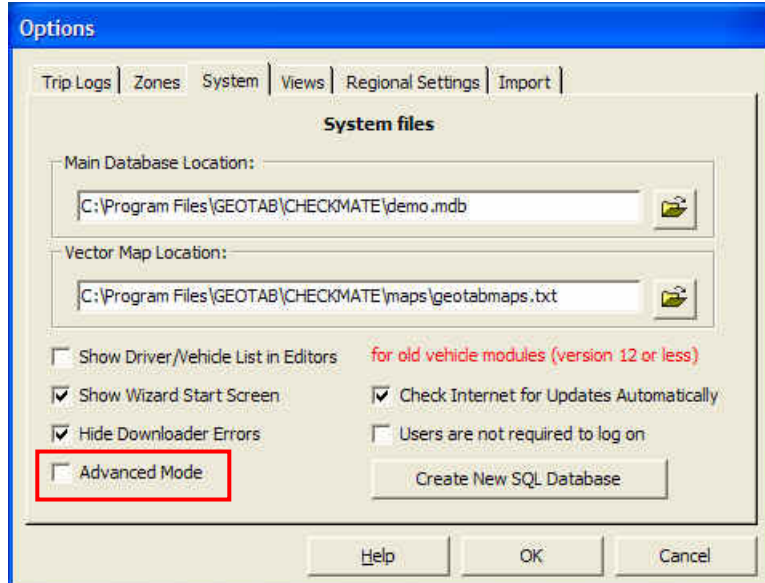 Options
Trip Logs Zones System Views Regional Settings Import
System files
Main Database Location:
C:\Program Files\GEOTAB\CHECKMATE\demo.mdb
Vector Map Location:
C:\Program Files\GEOTAB\CHECKMATE\maps\geotabmaps.txt
Show Driver/Vehicle List in Editors for old vehicle modules (version 12 or less)
Show Wizard Start Screen Check Internet for Updates Automatically
Hide Downloader Errors Users are not required to log on
Advanced Mode Create New SQL Database
Help OK Cancel